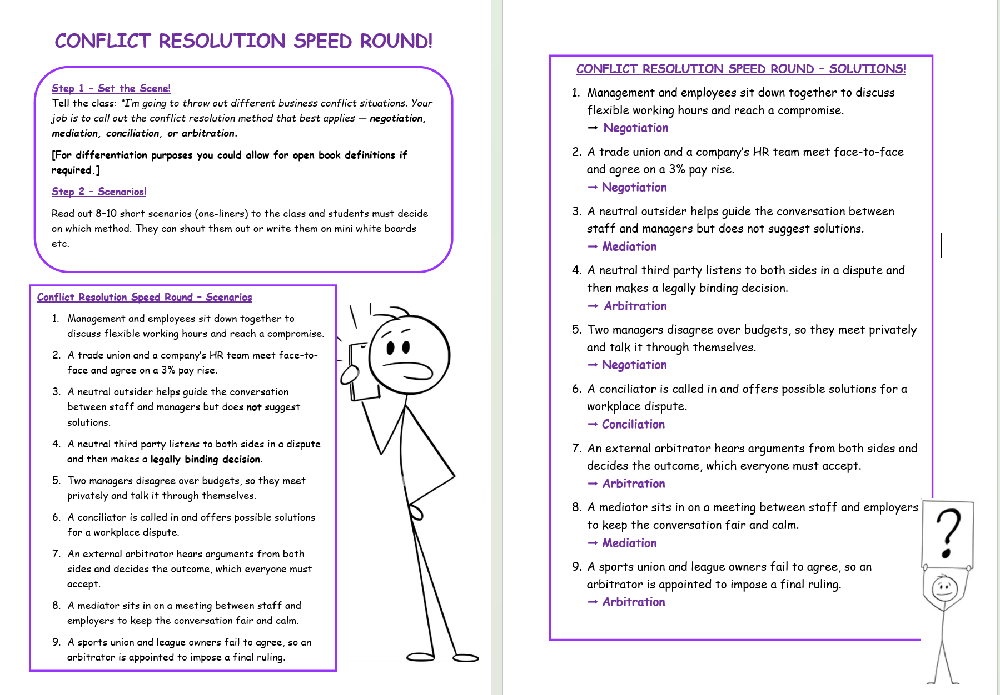 CONFLICT RESOLUTION SPEED ROUND!
Step 1 – Set the Scene!
Tell the class: “I’m going to throw out different business conflict situations. Your
job is to call out the conflict resolution method that best applies — negotiation,
mediation, conciliation, or arbitration.
[For differentiation purposes you could allow for open book definitions if
required.]
Step 2 – Scenarios!
Read out 8–10 short scenarios (one-liners) to the class and students must decide
on which method. They can shout them out or write them on mini white boards
etc.
Conflict Resolution Speed Round – Scenarios
1. Management and employees sit down together to
discuss flexible working hours and reach a compromise.
2. A trade union and a company’s HR team meet face-to-
face and agree on a 3% pay rise.
3. A neutral outsider helps guide the conversation
between staff and managers but does not suggest
solutions.
4. A neutral third party listens to both sides in a dispute
and then makes a legally binding decision.
5. Two managers disagree over budgets, so they meet
privately and talk it through themselves.
6. A conciliator is called in and offers possible solutions
for a workplace dispute.
7. An external arbitrator hears arguments from both
sides and decides the outcome, which everyone must
accept.
8. A mediator sits in on a meeting between staff and
employers to keep the conversation fair and calm.
9. A sports union and league owners fail to agree, so an
arbitrator is appointed to impose a final ruling.
CONFLICT RESOLUTION SPEED ROUND – SOLUTIONS!
1. Management and employees sit down together to discuss
flexible working hours and reach a compromise.
→ Negotiation
2. A trade union and a company’s HR team meet face-to-face
and agree on a 3% pay rise.
→ Negotiation
3. A neutral outsider helps guide the conversation between
staff and managers but does not suggest solutions.
→ Mediation
4. A neutral third party listens to both sides in a dispute and
then makes a legally binding decision.
→ Arbitration
5. Two managers disagree over budgets, so they meet privately
and talk it through themselves.
→ Negotiation
6. A conciliator is called in and offers possible solutions for a
workplace dispute.
→ Conciliation
7. An external arbitrator hears arguments from both sides and
decides the outcome, which everyone must accept.
→ Arbitration
8. A mediator sits in on a meeting between staff and employers
to keep the conversation fair and calm.
→ Mediation
9. A sports union and league owners fail to agree, so an
arbitrator is appointed to impose a final ruling.
→ Arbitration
?